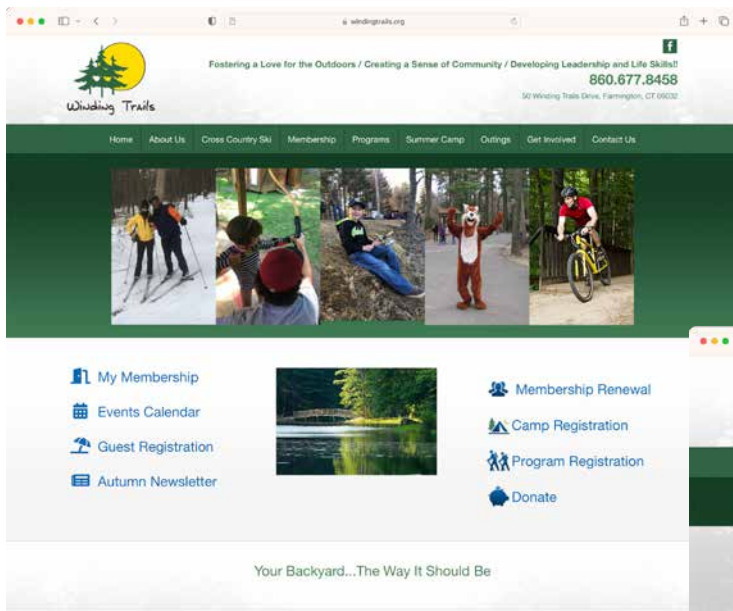 windingtrails.org
f
Fostering a Love for the Outdoors / Creating a Sense of Community / Developing Leadership and Life Skills!!
860.677.8458
50 Winding Trails Drive, Farmington, CT 06032
Winding Trails
Home About Us Cross Country Ski Membership Programs Summer Camp Outings Get Involved Contact Us
My Membership
Events Calendar
Guest Registration
Autumn Newsletter
Membership Renewal
Camp Registration
Program Registration
Donate
Your Backyard...The Way It Should Be